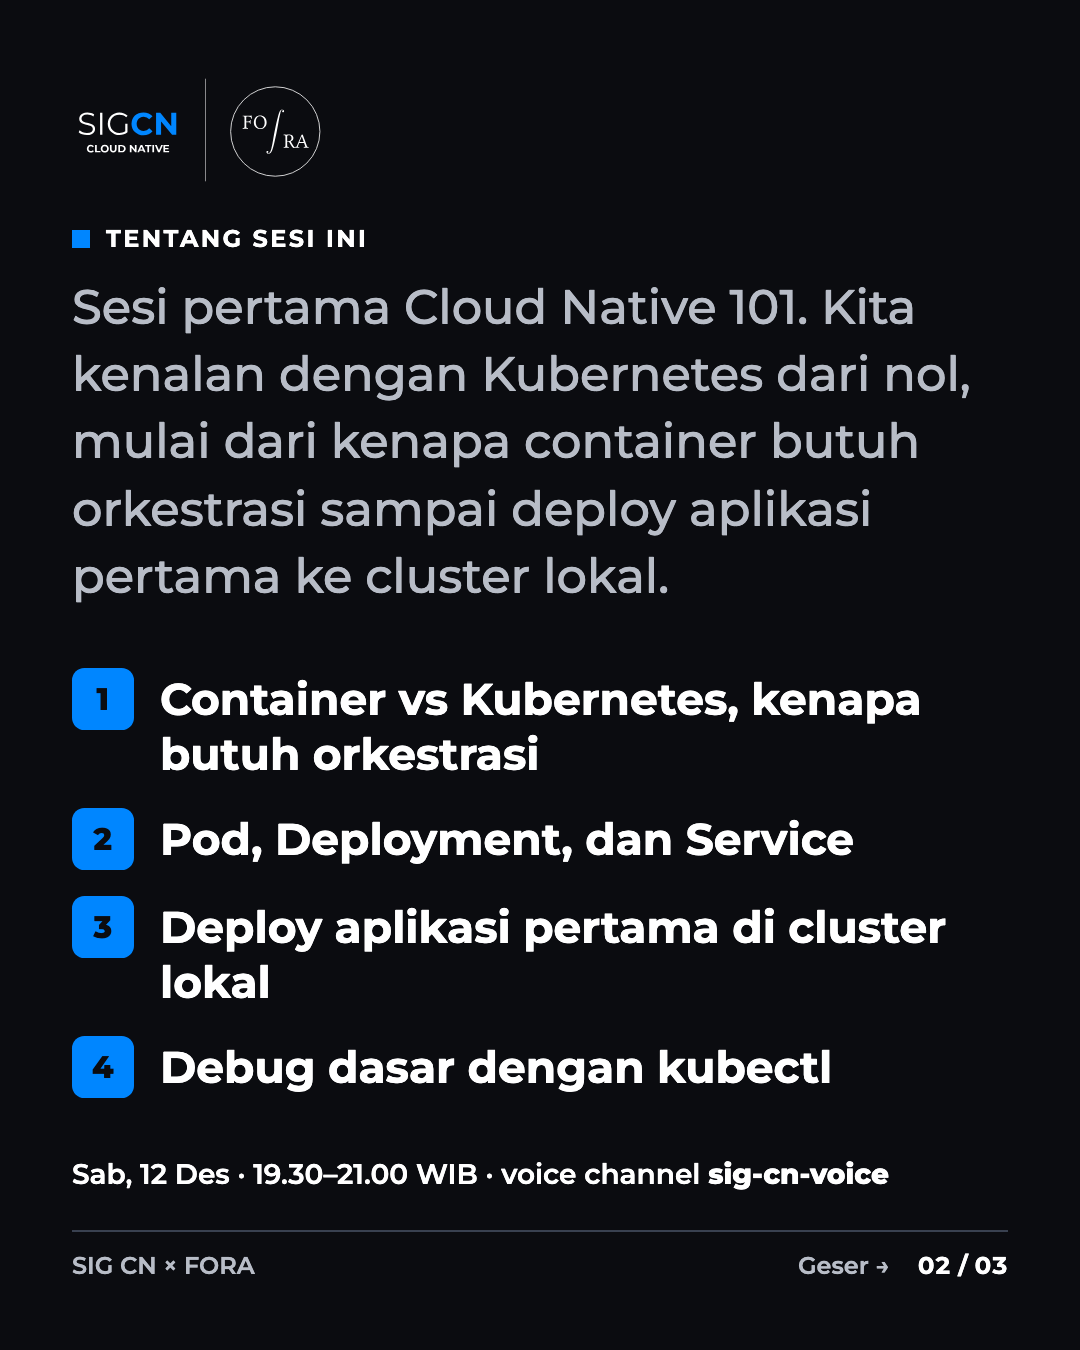 SIGCN
CLOUD NATIVE
FO∫RA
TENTANG SESI INI
Sesi pertama Cloud Native 101. Kita
kenalan dengan Kubernetes dari nol,
mulai dari kenapa container butuh
orkestrasi sampai deploy aplikasi
pertama ke cluster lokal.
1 Container vs Kubernetes, kenapa
butuh orkestrasi
2 Pod, Deployment, dan Service
3 Deploy aplikasi pertama di cluster
lokal
4 Debug dasar dengan kubectl
Sab, 12 Des · 19.30–21.00 WIB · voice channel sig-cn-voice
SIG CN × FORA
Geser → 02 / 03